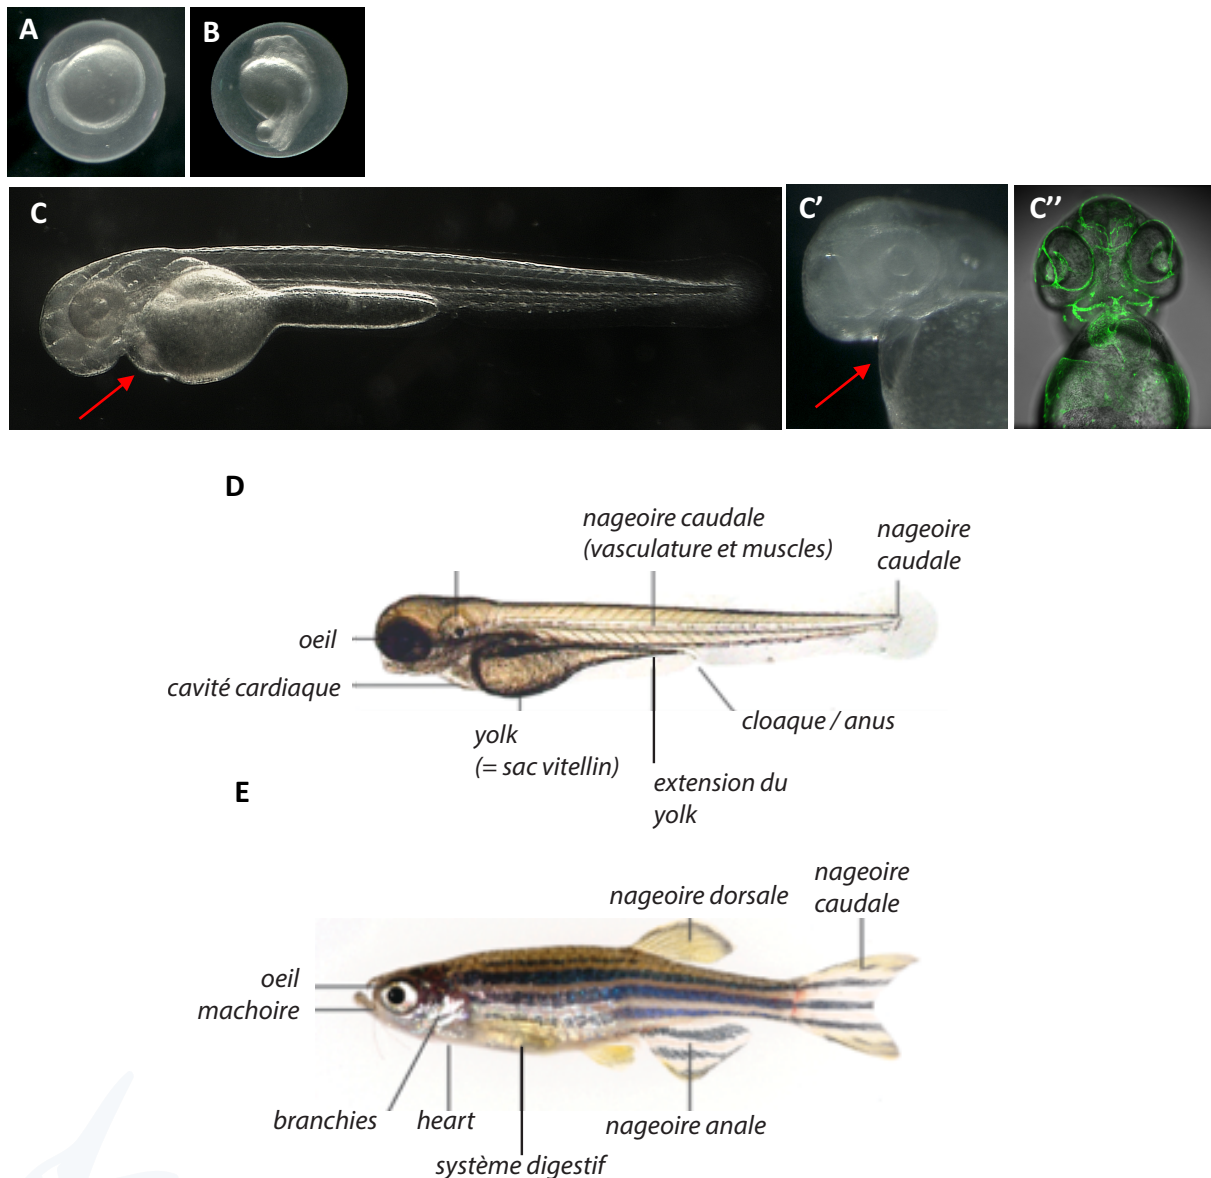 A
B
C
C’
C’’
D
nageoire caudale
(vasculature et muscles)
nageoire
caudale
oeil
cavité cardiaque
yolk
(= sac vitellin)
cloaque / anus
extension du
yolk
E
nageoire dorsale
nageoire
caudale
oeil
machoire
branchies
heart
nageoire anale
système digestif